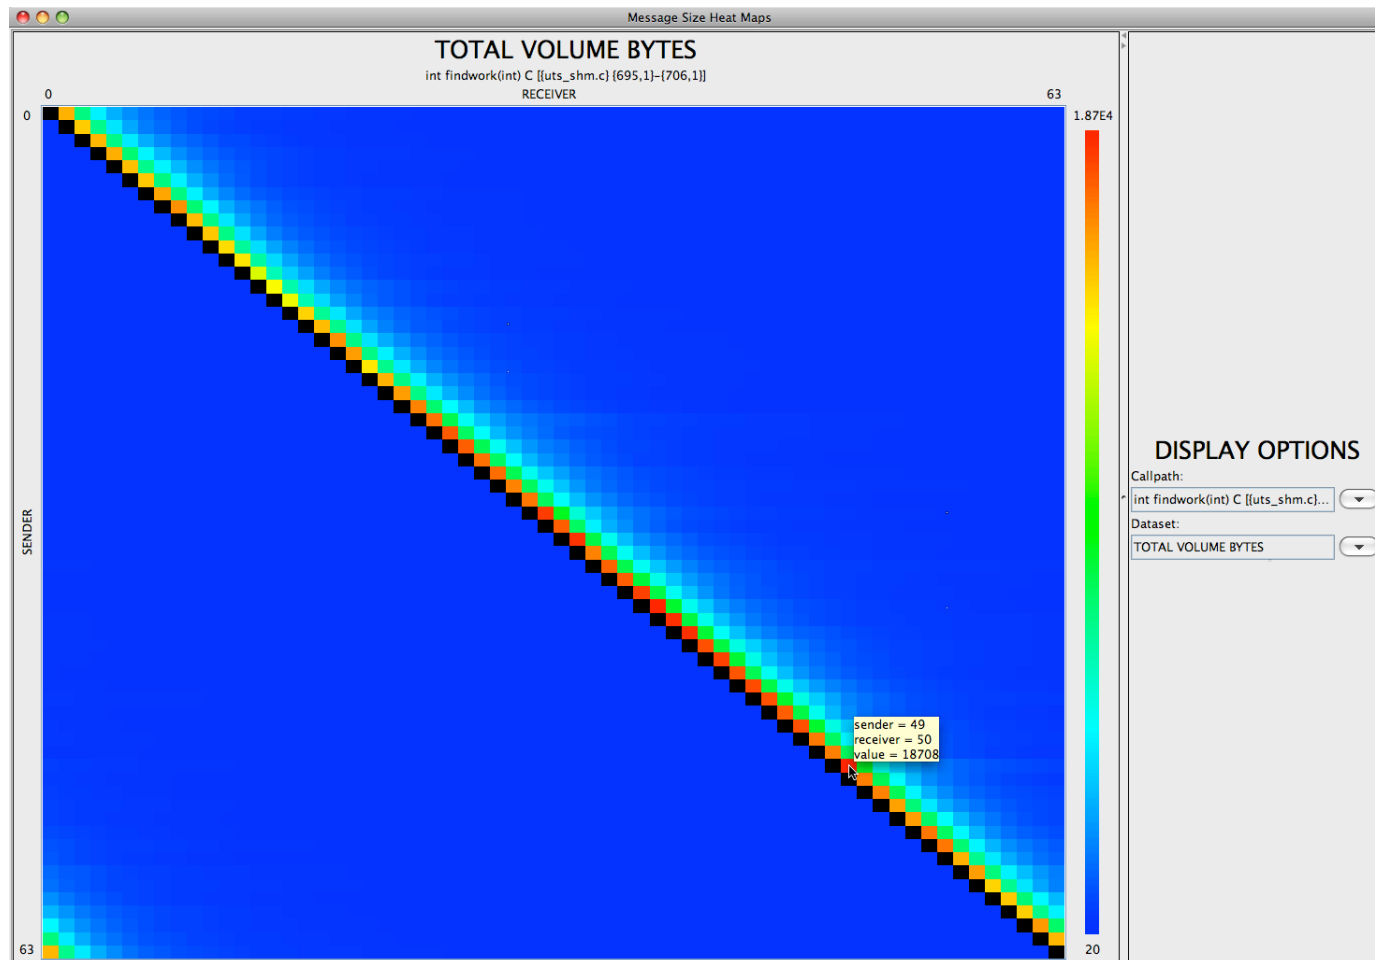 Message Size Heat Maps
TOTAL VOLUME BYTES
int findwork(int) C [{uts_shm.c} {695,1}-{706,1}]
0 RECEIVER 63
0
1.87E4
SENDER
sender = 49
receiver = 50
value = 18708
63
20
DISPLAY OPTIONS
Callpath:
int findwork(int) C [{uts_shm.c}...
Dataset:
TOTAL VOLUME BYTES